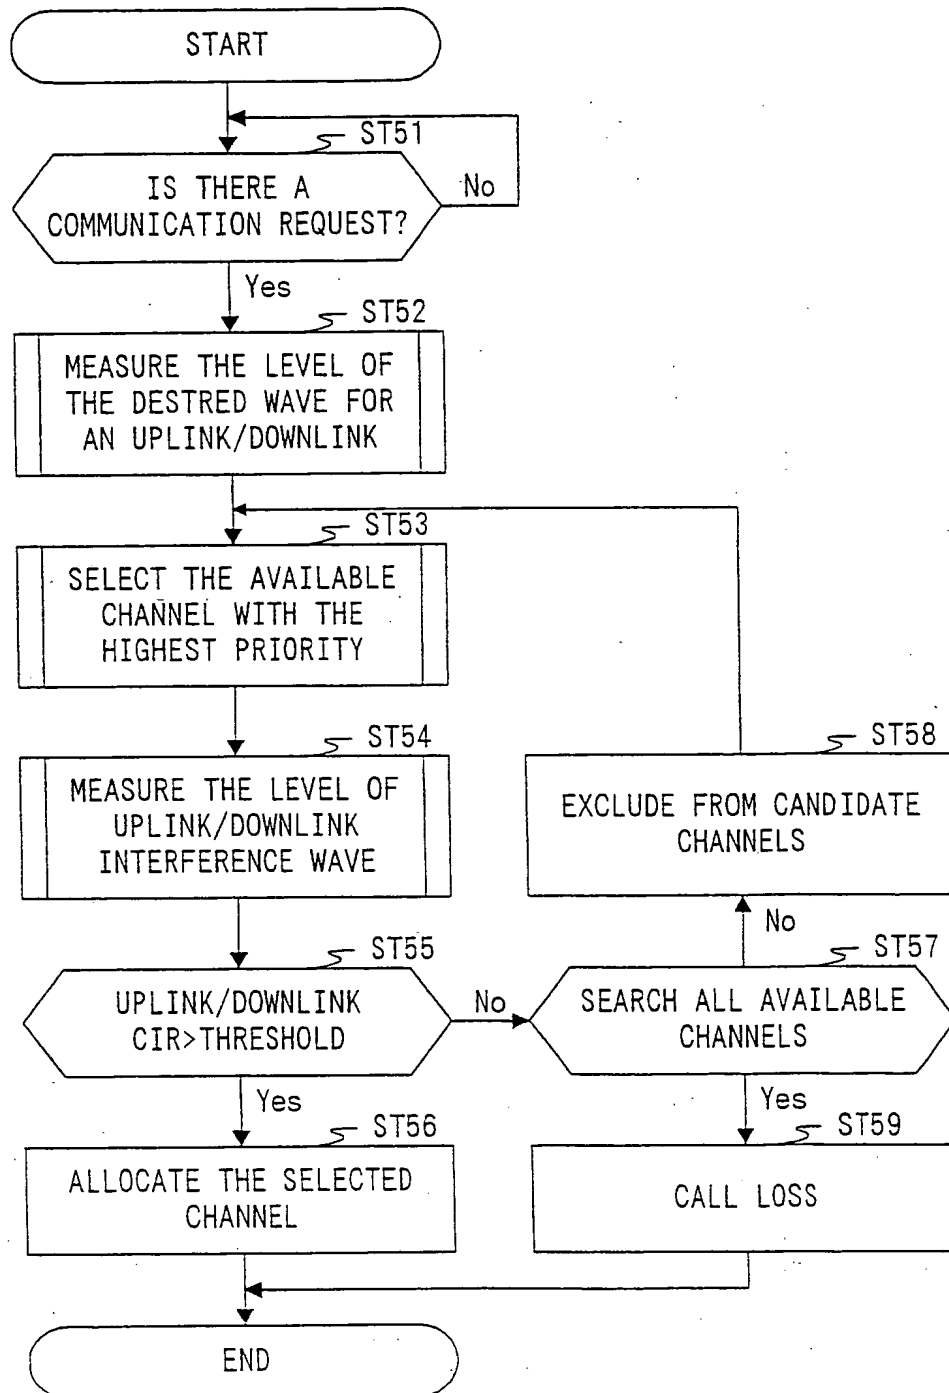 START
ST51
IS THERE A
COMMUNICATION REQUEST?
No
Yes
ST52
MEASURE THE LEVEL OF
THE DESTRED WAVE FOR
AN UPLINK/DOWNLINK
ST53
SELECT THE AVAILABLE
CHANNEL WITH THE
HIGHEST PRIORITY
ST54
MEASURE THE LEVEL OF
UPLINK/DOWNLINK
INTERFERENCE WAVE
ST58
EXCLUDE FROM CANDIDATE
CHANNELS
No
ST55
UPLINK/DOWNLINK
CIR>THRESHOLD
No
ST57
SEARCH ALL AVAILABLE
CHANNELS
Yes
Yes
ST56
ALLOCATE THE SELECTED
CHANNEL
ST59
CALL LOSS
END